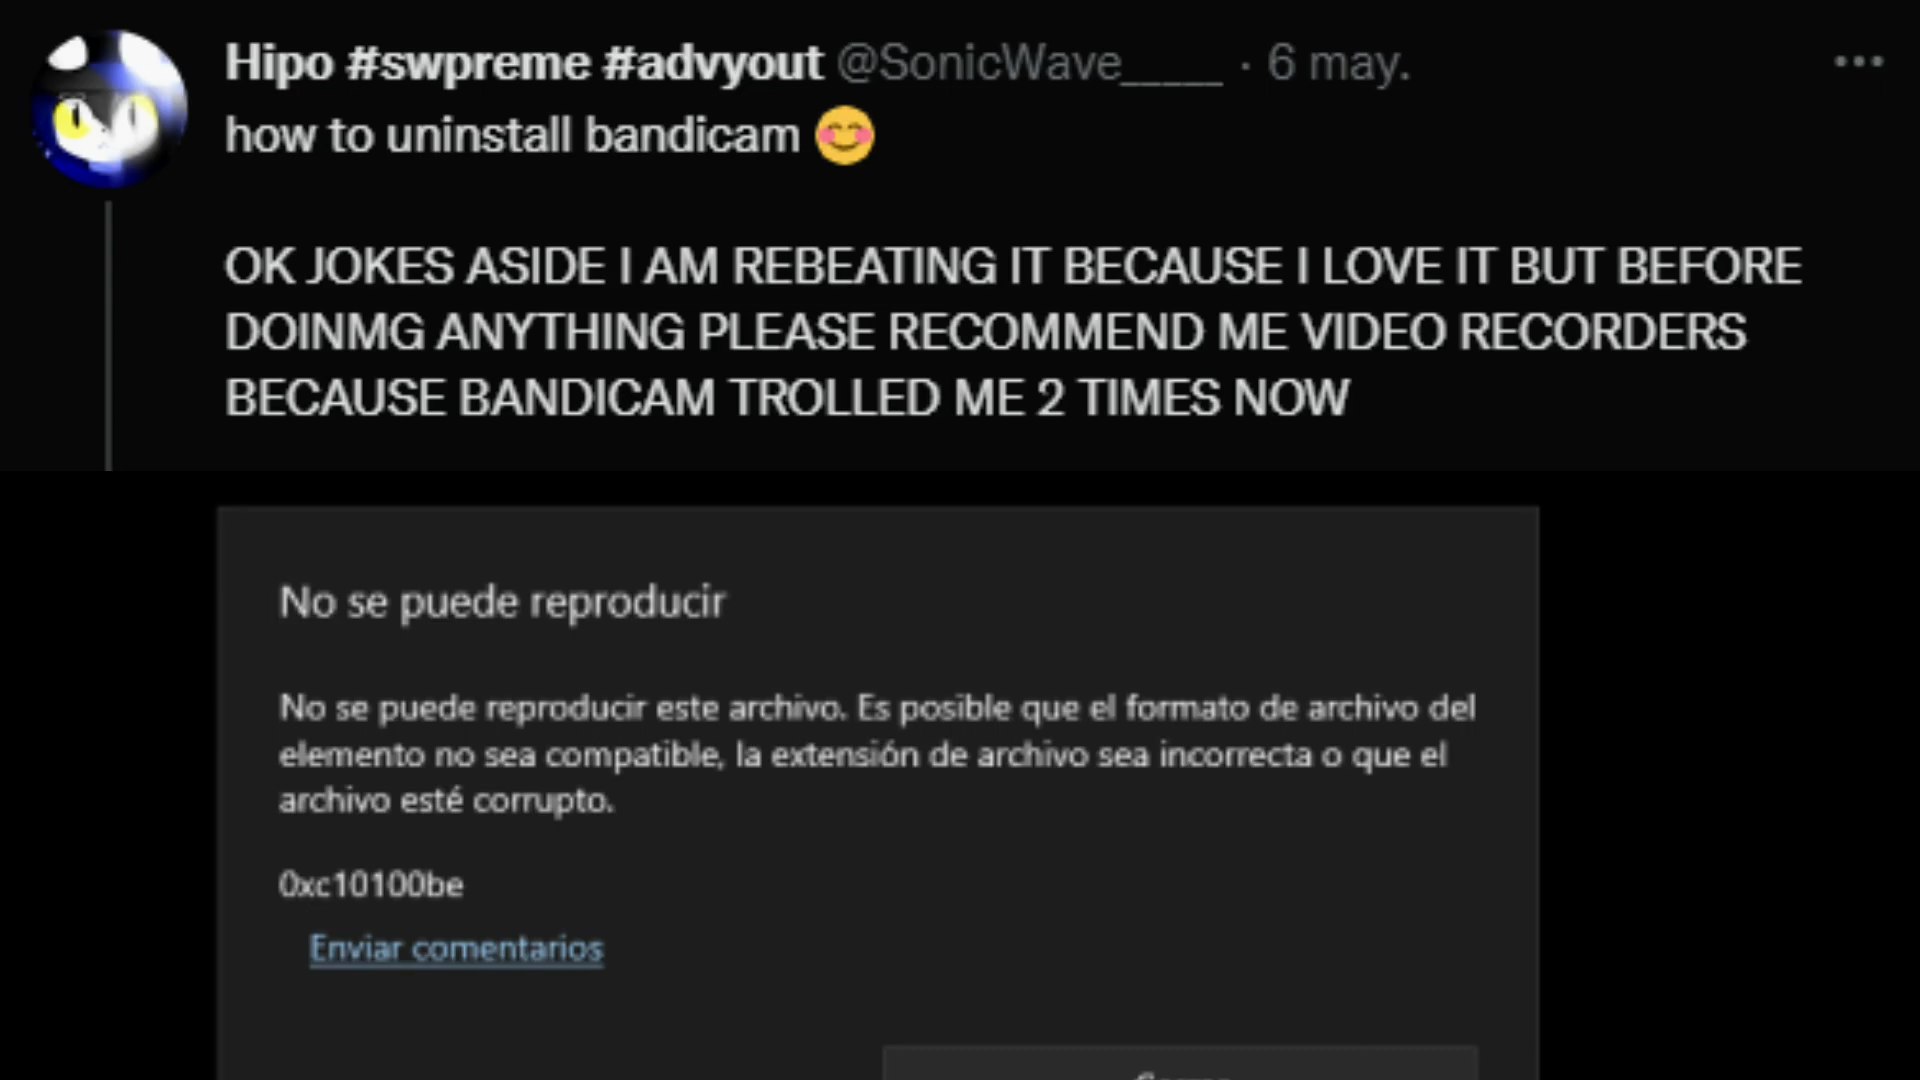 Hipo #swpreme #advyout @SonicWave_____ · 6 may.
how to uninstall bandicam 😊
OK JOKES ASIDE I AM REBEATING IT BECAUSE I LOVE IT BUT BEFORE
DOINMG ANYTHING PLEASE RECOMMEND ME VIDEO RECORDERS
BECAUSE BANDICAM TROLLED ME 2 TIMES NOW
No se puede reproducir
No se puede reproducir este archivo. Es posible que el formato de archivo del
elemento no sea compatible, la extensión de archivo sea incorrecta o que el
archivo esté corrupto.
0xc10100be
Enviar comentarios